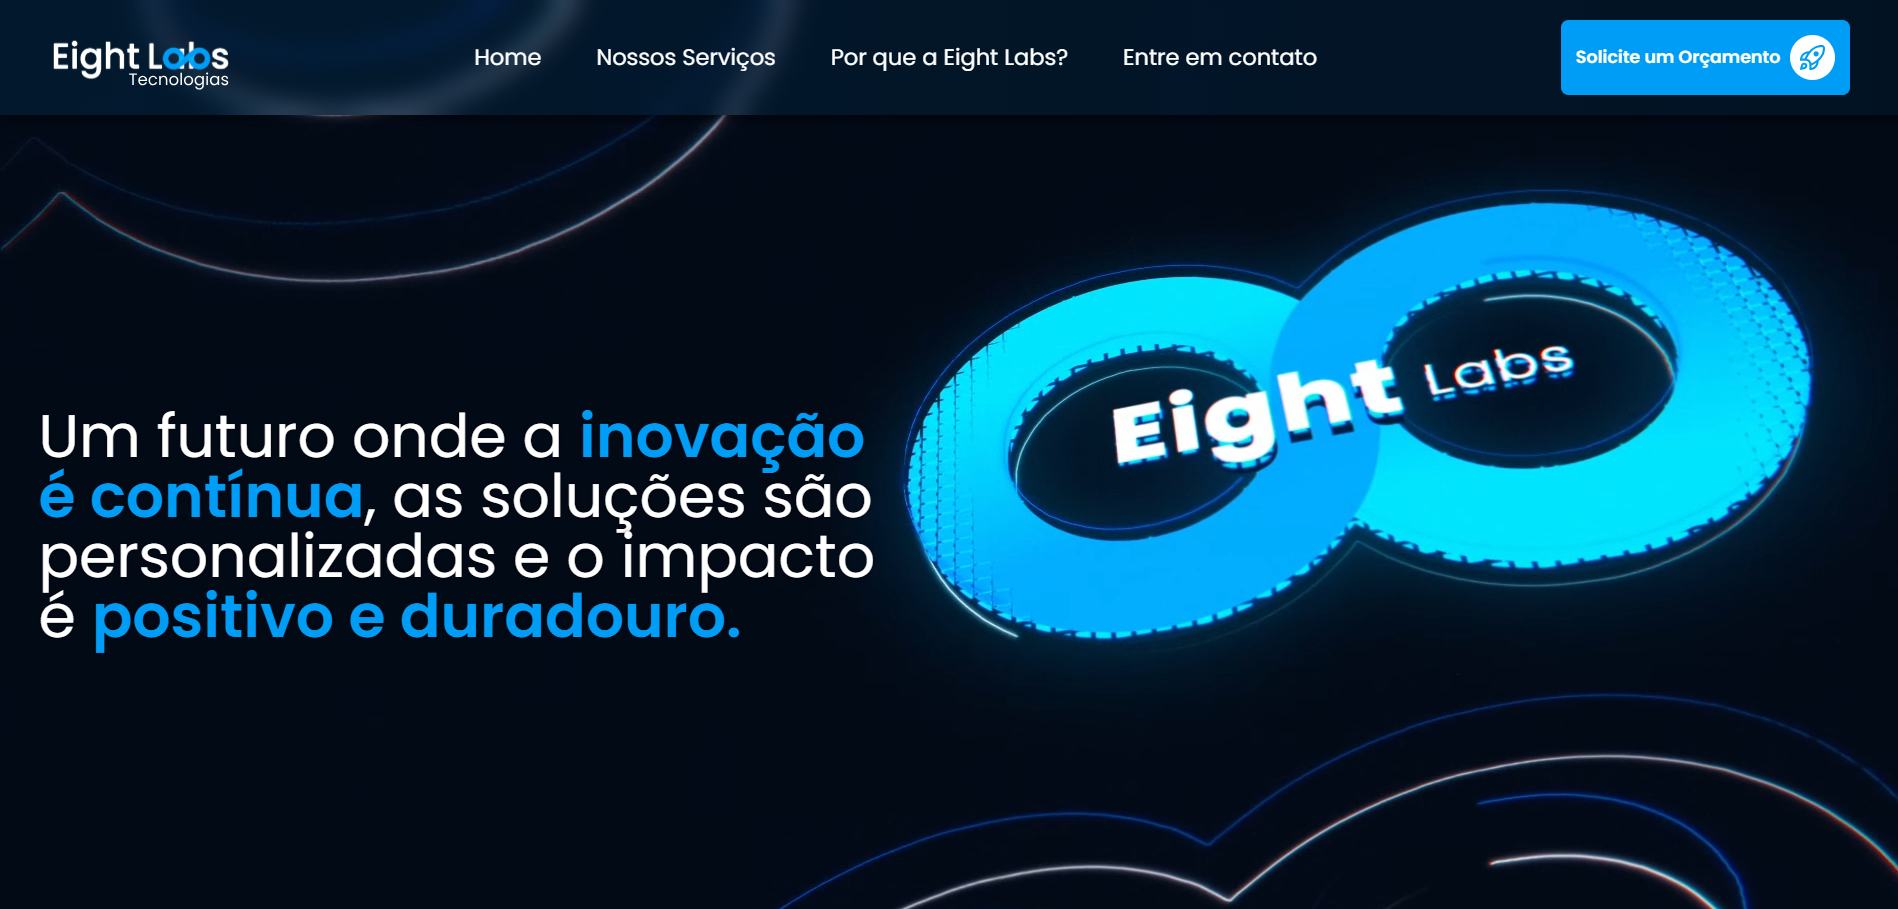 Eight Labs
Tecnologias
Home
Nossos Serviços
Por que a Eight Labs?
Entre em contato
Solicite um Orçamento
Eight Labs
Um futuro onde a inovação
é contínua, as soluções são
personalizadas e o impacto
é positivo e duradouro.